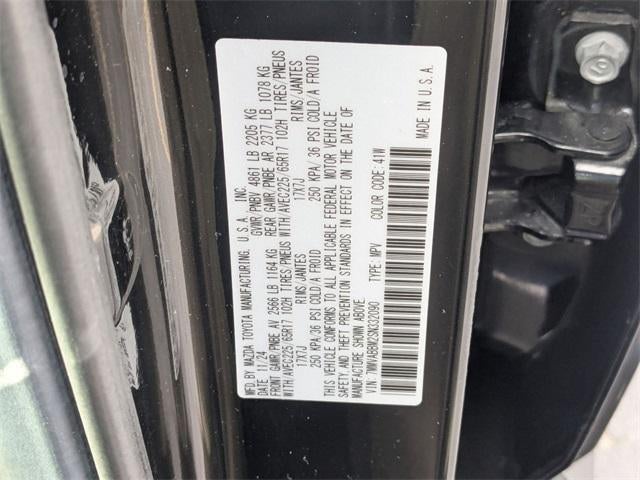 MFD. BY MAZDA TOYOTA MANUFACTURING, U.S.A. INC.
DATE: 11/24 GVWR/PNBV 4861 LB 2205 KG
FRONT GAWR/PNBE AV 2566 LB 1164 KG REAR GAWR/PNBE AR 2377 LB 1078 KG
WITH/AVEC225/65R17 102H TIRES/PNEUS WITH/AVEC225/65R17 102H TIRES/PNEUS
17X7J RIMS/JANTES 17X7J RIMS/JANTES
250 KPA/36 PSI COLD/A FROID 250 KPA/36 PSI COLD/A FROID
THIS VEHICLE CONFORMS TO ALL APPLICABLE FEDERAL MOTOR VEHICLE
SAFETY, AND THEFT PREVENTION STANDARDS IN EFFECT ON THE DATE OF
MANUFACTURE SHOWN ABOVE.
VIN: 7MMVABBM23N332090 TYPE: MPV COLOR CODE: 41W
MADE IN U.S.A.